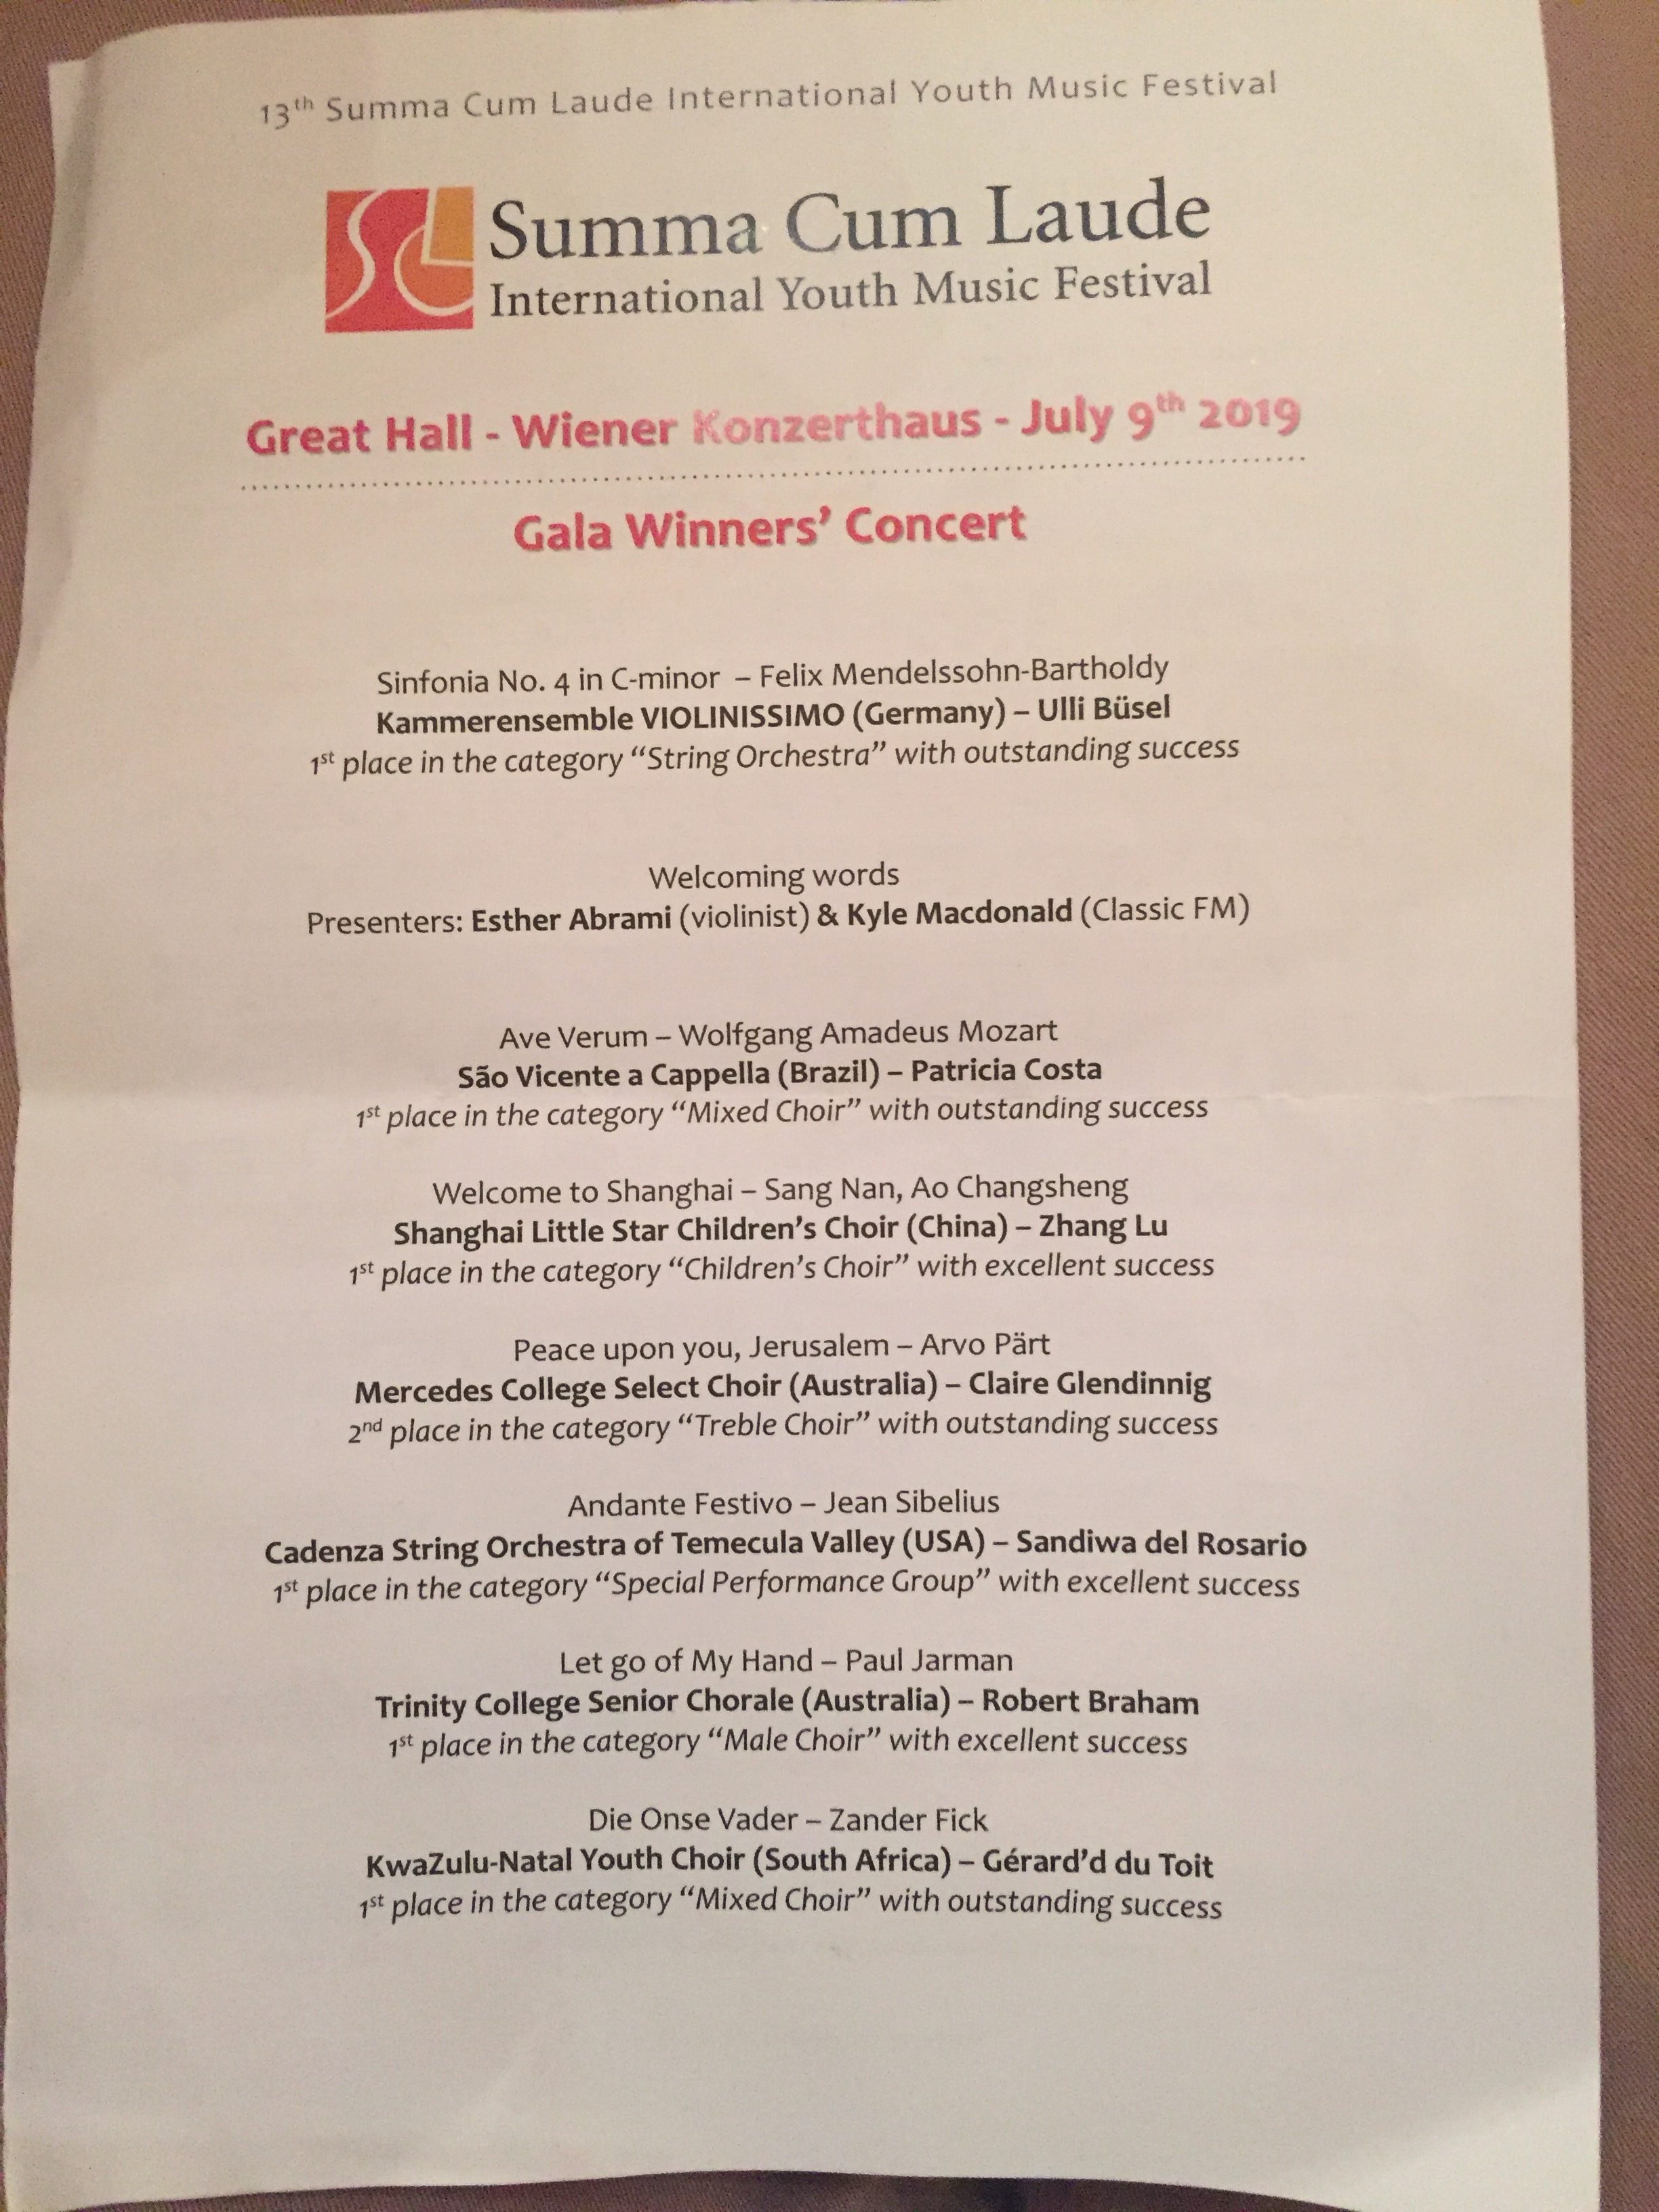 13th Summa Cum Laude International Youth Music Festival
Summa Cum Laude
International Youth Music Festival
Great Hall - Wiener Konzerthaus - July 9th 2019
Gala Winners’ Concert
Sinfonia No. 4 in C-minor – Felix Mendelssohn-Bartholdy
Kammerensemble VIOLINISSIMO (Germany) – Ulli Büsel
1st place in the category “String Orchestra” with outstanding success
Welcoming words
Presenters: Esther Abrami (violinist) & Kyle Macdonald (Classic FM)
Ave Verum – Wolfgang Amadeus Mozart
São Vicente a Cappella (Brazil) – Patricia Costa
1st place in the category “Mixed Choir” with outstanding success
Welcome to Shanghai – Sang Nan, Ao Changsheng
Shanghai Little Star Children’s Choir (China) – Zhang Lu
1st place in the category “Children’s Choir” with excellent success
Peace upon you, Jerusalem – Arvo Pärt
Mercedes College Select Choir (Australia) – Claire Glendinnig
2nd place in the category “Treble Choir” with outstanding success
Andante Festivo – Jean Sibelius
Cadenza String Orchestra of Temecula Valley (USA) – Sandiwa del Rosario
1st place in the category “Special Performance Group” with excellent success
Let go of My Hand – Paul Jarman
Trinity College Senior Chorale (Australia) – Robert Braham
1st place in the category “Male Choir” with excellent success
Die Onse Vader – Zander Fick
KwaZulu-Natal Youth Choir (South Africa) – Gérard’d du Toit
1st place in the category “Mixed Choir” with outstanding success